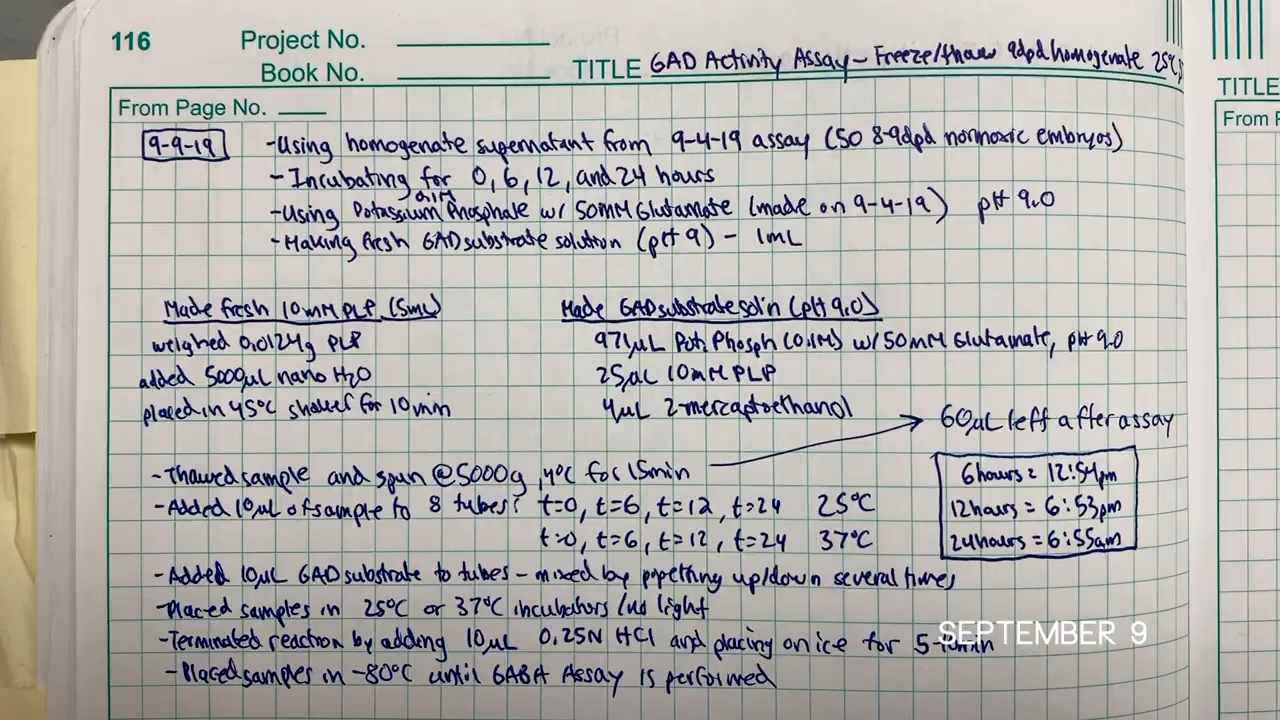 116 Project No.
Book No.
TITLE GAD Activity Assay - Freeze/thaw 9dpd homogenate 25°C
TITLE
From Page No.
From P
9-9-19
-Using homogenate supernatant from 9-4-19 assay (50 8-9dpd normoxic embryos)
-Incubating for 0, 6, 12, and 24 hours
0.1M
-Using Potassium Phosphate w/ 50mM Glutamate (made on 9-4-19) pH 9.0
-Making fresh GAD substrate solution (pH 9) - 1mL
Made fresh 10mM PLP (5mL)
weighed 0.0124g PLP
added 5000μL nano H2O
placed in 45°C shaker for 10min
Made GAD substrate sol'n (pH 9.0)
971μL Pot. Phosph (0.1M) w/ 50mM Glutamate, pH 9.0
25μL 10mM PLP
4μL 2-mercaptoethanol
60μL left after assay
-Thawed sample and spun @5000g, 4°C for 15min
-Added 10μL of sample to 8 tubes: t=0, t=6, t=12, t=24 25°C
t=0, t=6, t=12, t=24 37°C
6hours = 12:54pm
12hours = 6:53pm
24hours = 6:55am
-Added 10μL GAD substrate to tubes - mixed by pipetting up/down several times
-Placed samples in 25°C or 37°C incubators/no light
-Terminated reaction by adding 10μL 0.25N HCl and placing on ice for 5-10min
-Placed samples in -80°C until GABA Assay is performed
SEPTEMBER 9